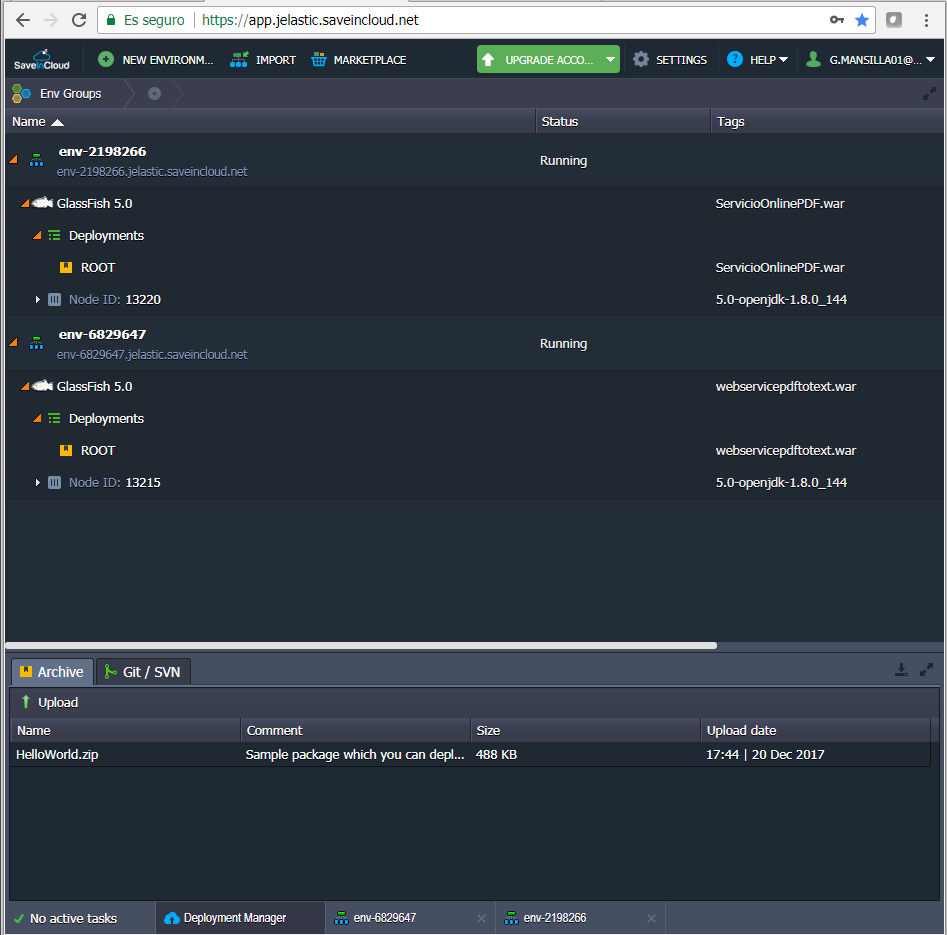 Es seguro https://app.jelastic.saveincloud.net
SaveinCloud NEW ENVIRONM... IMPORT MARKETPLACE UPGRADE ACCO... SETTINGS ? HELP G.MANSILLA01@...
Env Groups
Name Status Tags
env-2198266
env-2198266.jelastic.saveincloud.net Running
GlassFish 5.0 ServicioOnlinePDF.war
Deployments
ROOT ServicioOnlinePDF.war
Node ID: 13220 5.0-openjdk-1.8.0_144
env-6829647
env-6829647.jelastic.saveincloud.net Running
GlassFish 5.0 webservicepdftotext.war
Deployments
ROOT webservicepdftotext.war
Node ID: 13215 5.0-openjdk-1.8.0_144
Archive Git / SVN
Upload
Name Comment Size Upload date
HelloWorld.zip Sample package which you can depl... 488 KB 17:44 | 20 Dec 2017
No active tasks Deployment Manager env-6829647 env-2198266